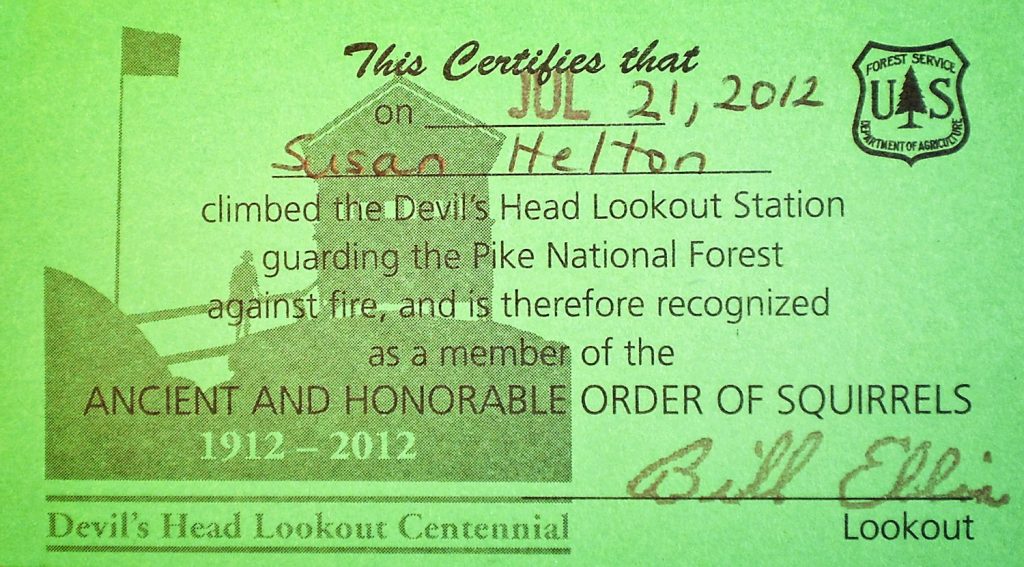 This Certifies that
on JUL 21, 2012
Susan Helton
climbed the Devil's Head Lookout Station
guarding the Pike National Forest
against fire, and is therefore recognized
as a member of the
ANCIENT AND HONORABLE ORDER OF SQUIRRELS
1912 – 2012
Bill Ellis
Lookout
Devil's Head Lookout Centennial
FOREST SERVICE
U S
DEPARTMENT OF AGRICULTURE